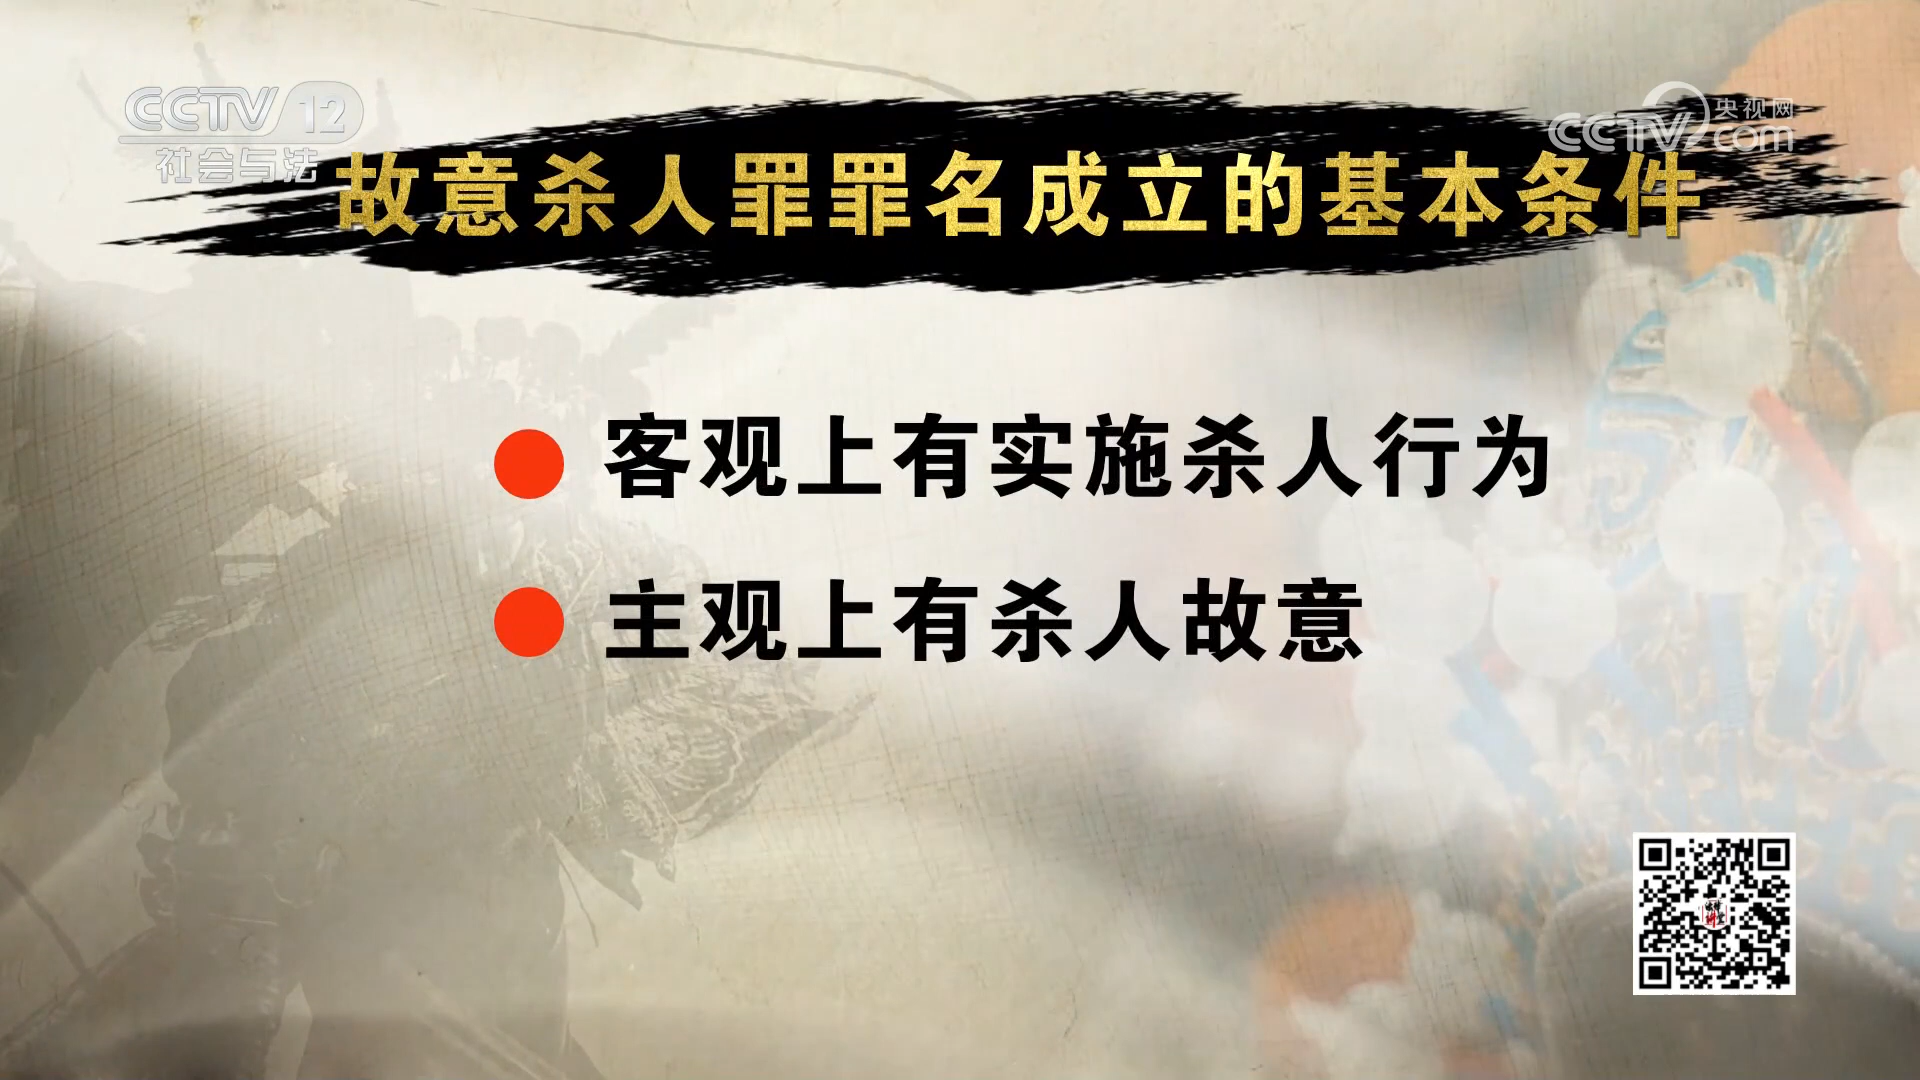 CCTV 12
社会与法
央视网
CCTV.com
故意杀人罪罪名成立的基本条件
客观上有实施杀人行为
主观上有杀人故意